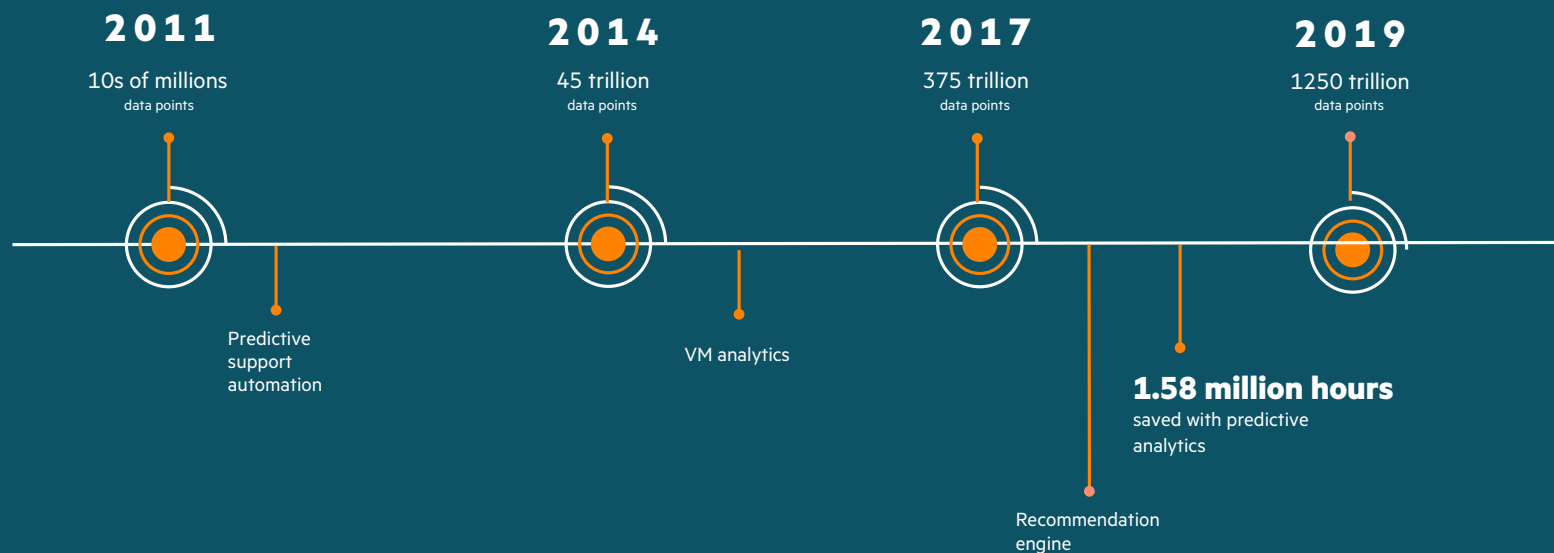 2011
10s of millions
data points
2014
45 trillion
data points
2017
375 trillion
data points
2019
1250 trillion
data points
Predictive
support
automation
VM analytics
1.58 million hours
saved with predictive
analytics
Recommendation
engine